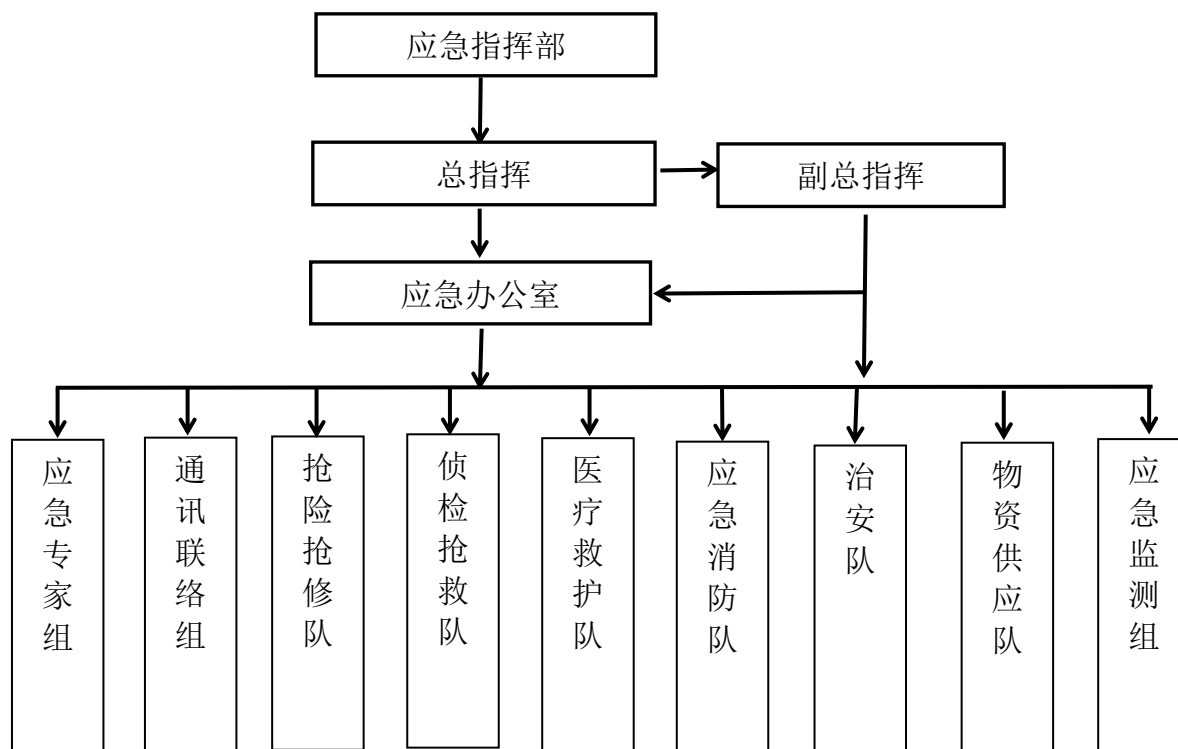 应急指挥部
总指挥
副总指挥
应急办公室
应急专家组
通讯联络组
抢险抢修队
侦检抢救队
医疗救护队
应急消防队
治安队
物资供应队
应急监测组